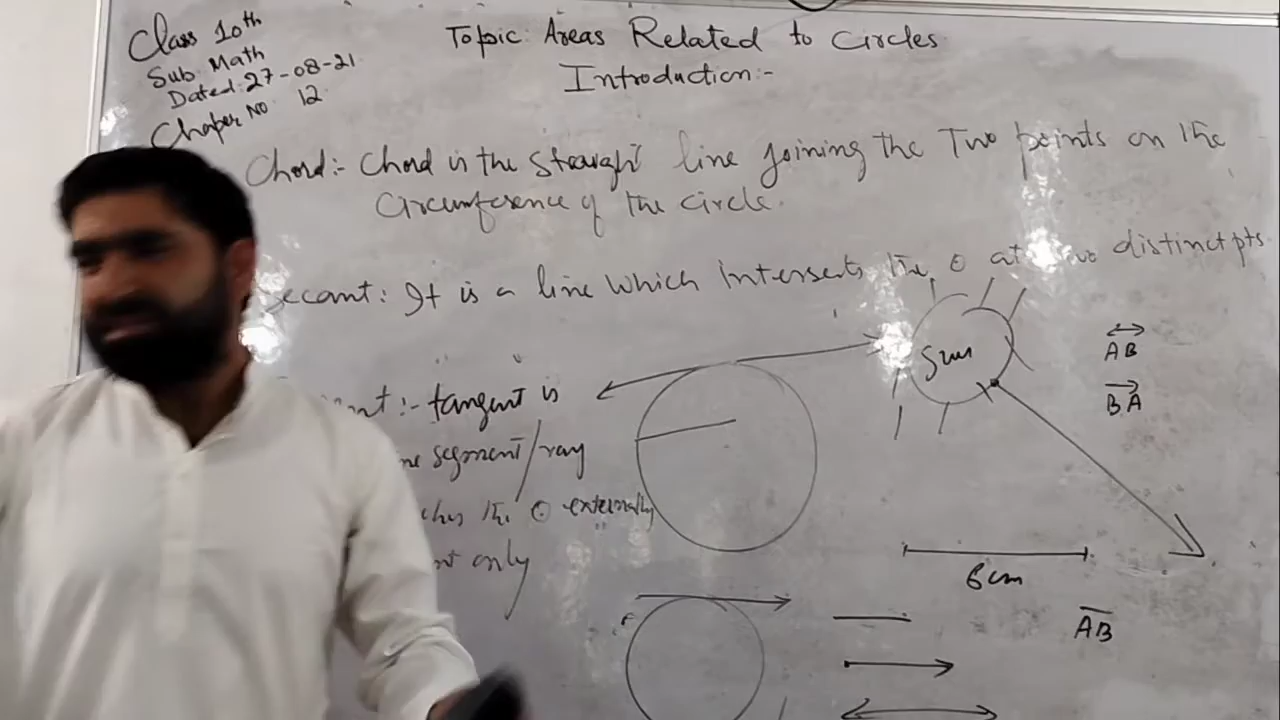 Class 10th
Sub: Math
Dated: 27-08-21
Chaper No 12
Topic: Areas Related to Circles
Introduction:-
Chord:- Chord is the straight line joining the Two points on the
Circumference of the circle.
Secant: It is a line which intersects the ⊙ at two distinct pts.
tangent is
segment/ray
the ⊙ externally
only
Sun
AB
BA
6cm
AB